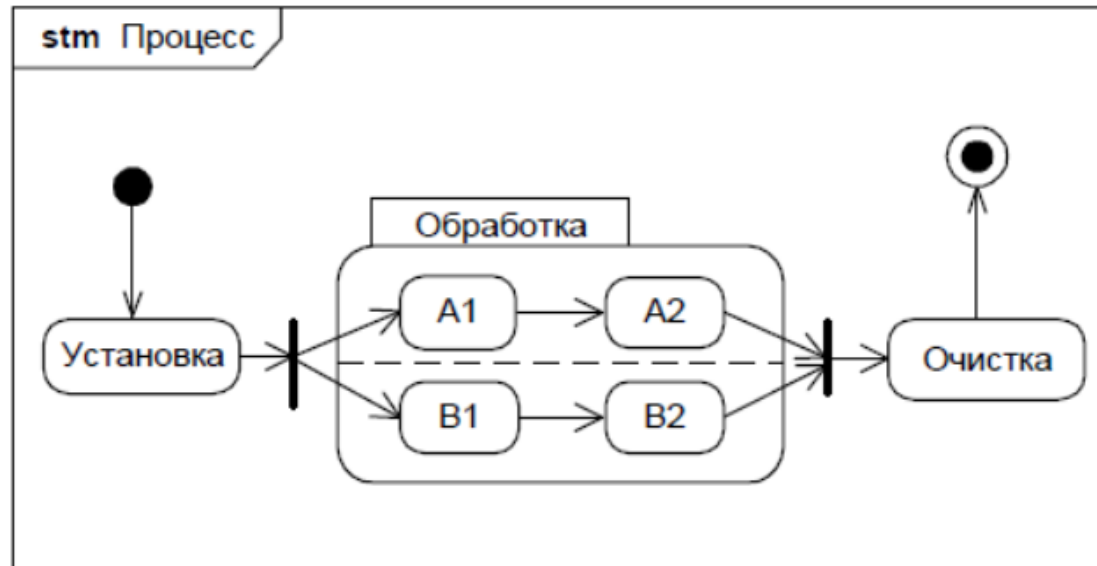 stm Процесс
Обработка
A1
A2
Установка
Очистка
B1
B2